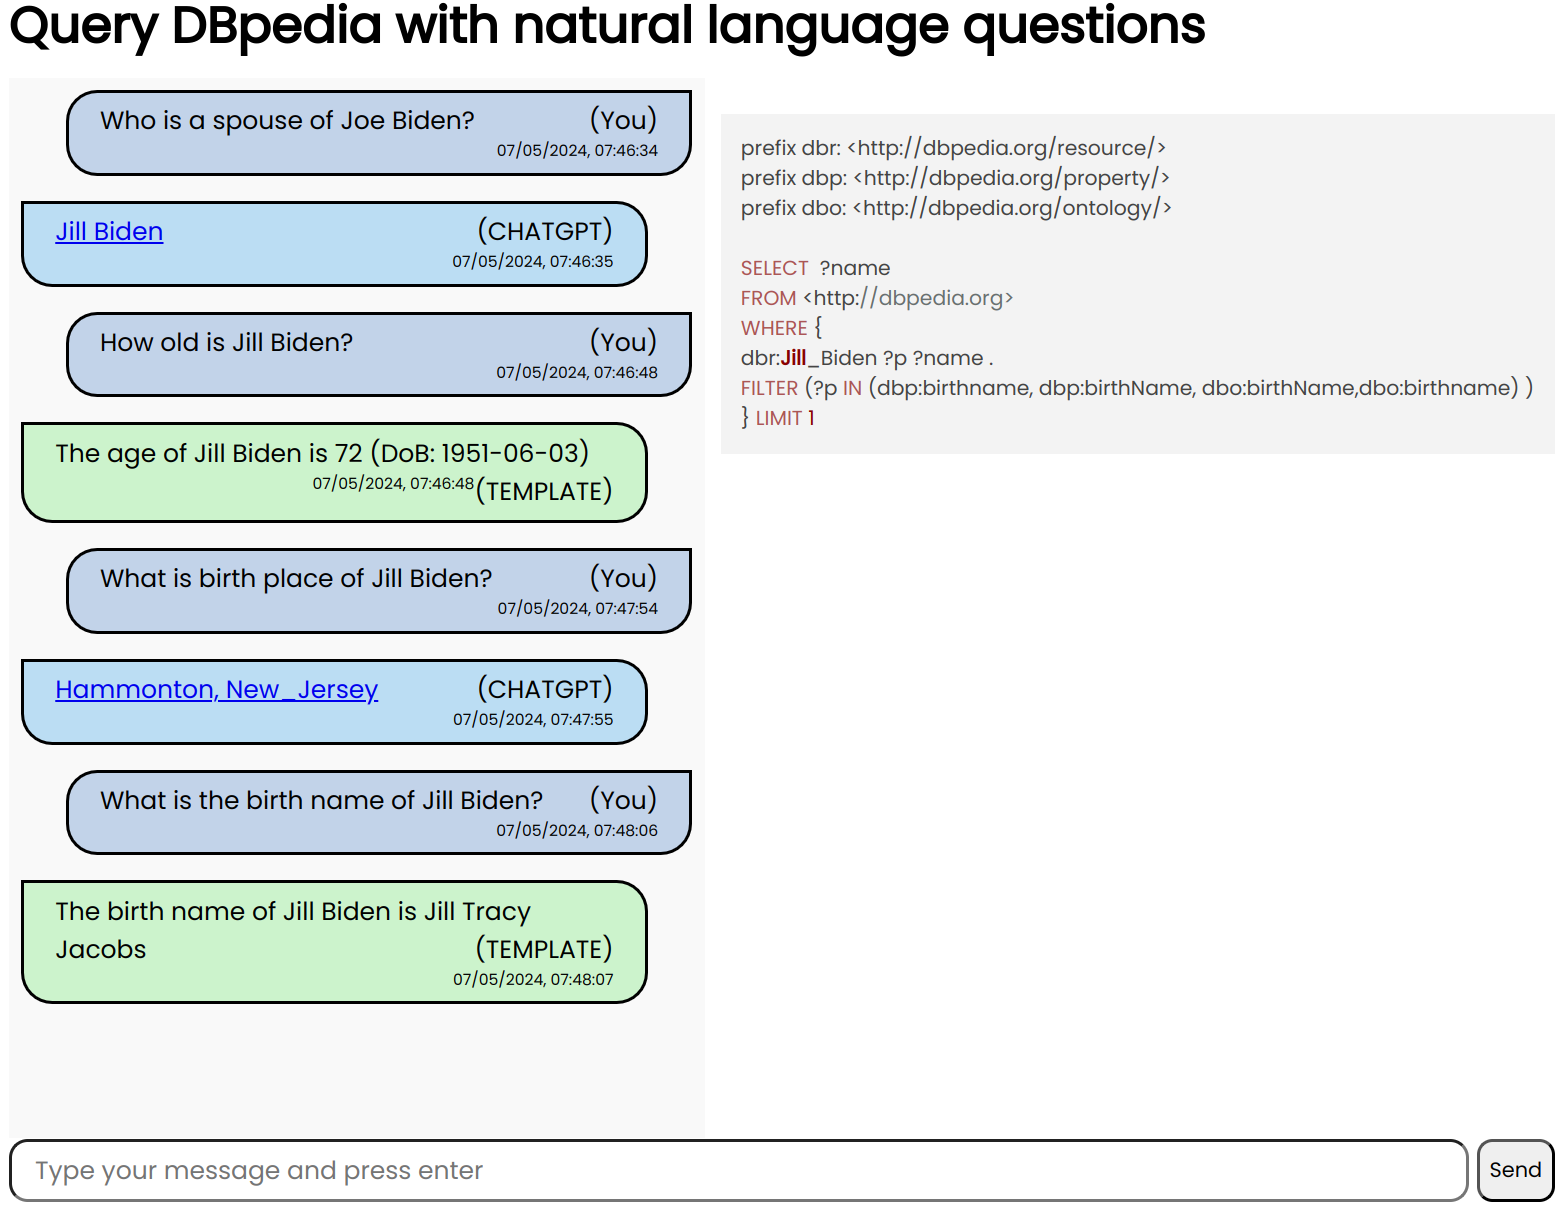 Query DBpedia with natural language questions
Who is a spouse of Joe Biden? (You)
07/05/2024, 07:46:34
Jill Biden (CHATGPT)
07/05/2024, 07:46:35
How old is Jill Biden? (You)
07/05/2024, 07:46:48
The age of Jill Biden is 72 (DoB: 1951-06-03)
07/05/2024, 07:46:48 (TEMPLATE)
What is birth place of Jill Biden? (You)
07/05/2024, 07:47:54
Hammonton, New_Jersey (CHATGPT)
07/05/2024, 07:47:55
What is the birth name of Jill Biden? (You)
07/05/2024, 07:48:06
The birth name of Jill Biden is Jill Tracy
Jacobs (TEMPLATE)
07/05/2024, 07:48:07
prefix dbr: <http://dbpedia.org/resource/>
prefix dbp: <http://dbpedia.org/property/>
prefix dbo: <http://dbpedia.org/ontology/>
SELECT ?name
FROM <http://dbpedia.org>
WHERE {
dbr:Jill_Biden ?p ?name .
FILTER (?p IN (dbp:birthname, dbp:birthName, dbo:birthName,dbo:birthname) )
} LIMIT 1
Type your message and press enter
Send